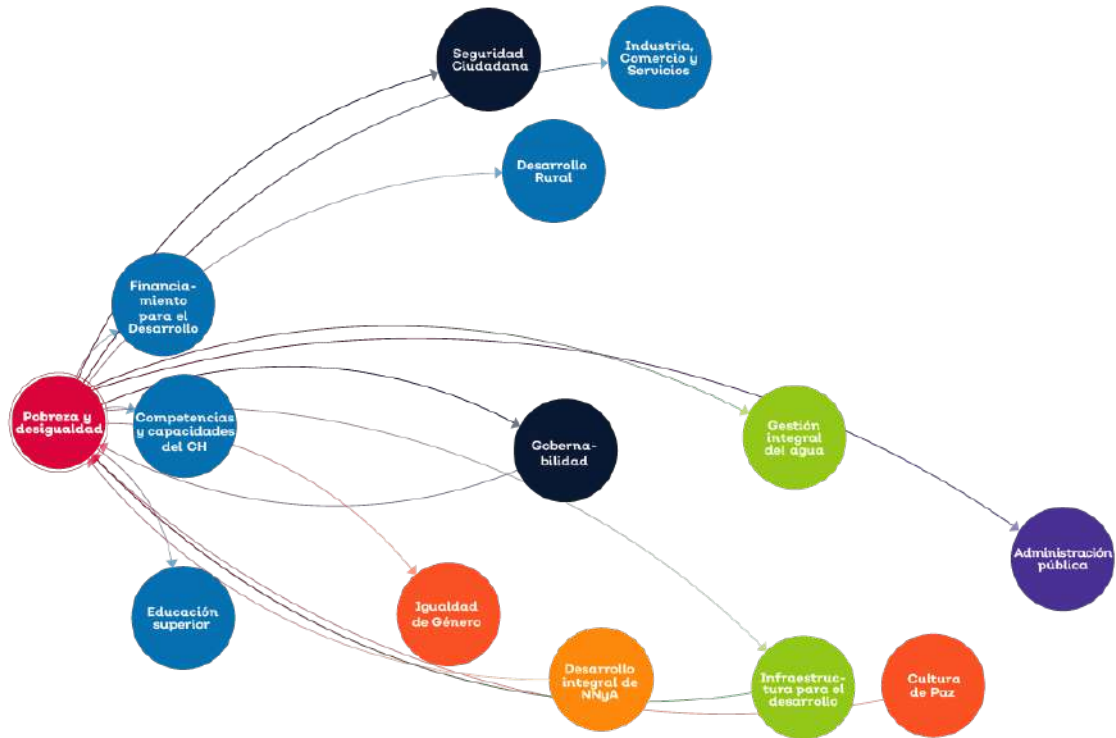 Seguridad
Ciudadana
Industria,
Comercio y
Servicios
Desarrollo
Rural
Financia-
miento
para el
Desarrollo
Pobreza y
desigualdad
Competencias
y capacidades
del CH
Goberna-
bilidad
Gestión
integral
del agua
Administración
pública
Educación
superior
Igualdad
de Género
Desarrollo
integral de
NNyA
Infraestruc-
tura para el
desarrollo
Cultura
de Paz